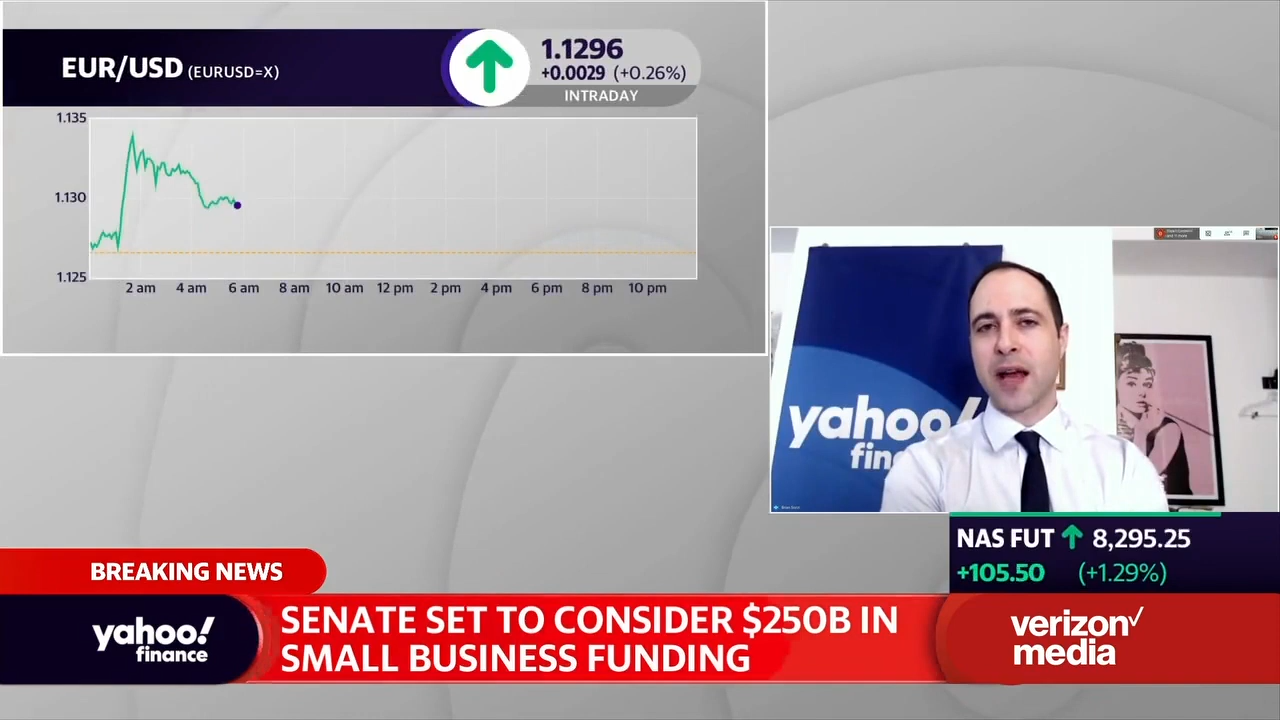 EUR/USD (EURUSD=X)
1.1296
+0.0029 (+0.26%)
INTRADAY
1.135
1.130
1.125
2 am 4 am 6 am 8 am 10 am 12 pm 2 pm 4 pm 6 pm 8 pm 10 pm
yahoo!
fin
NAS FUT 8,295.25
+105.50 (+1.29%)
BREAKING NEWS
yahoo!
finance
SENATE SET TO CONSIDER $250B IN
SMALL BUSINESS FUNDING
verizon
media